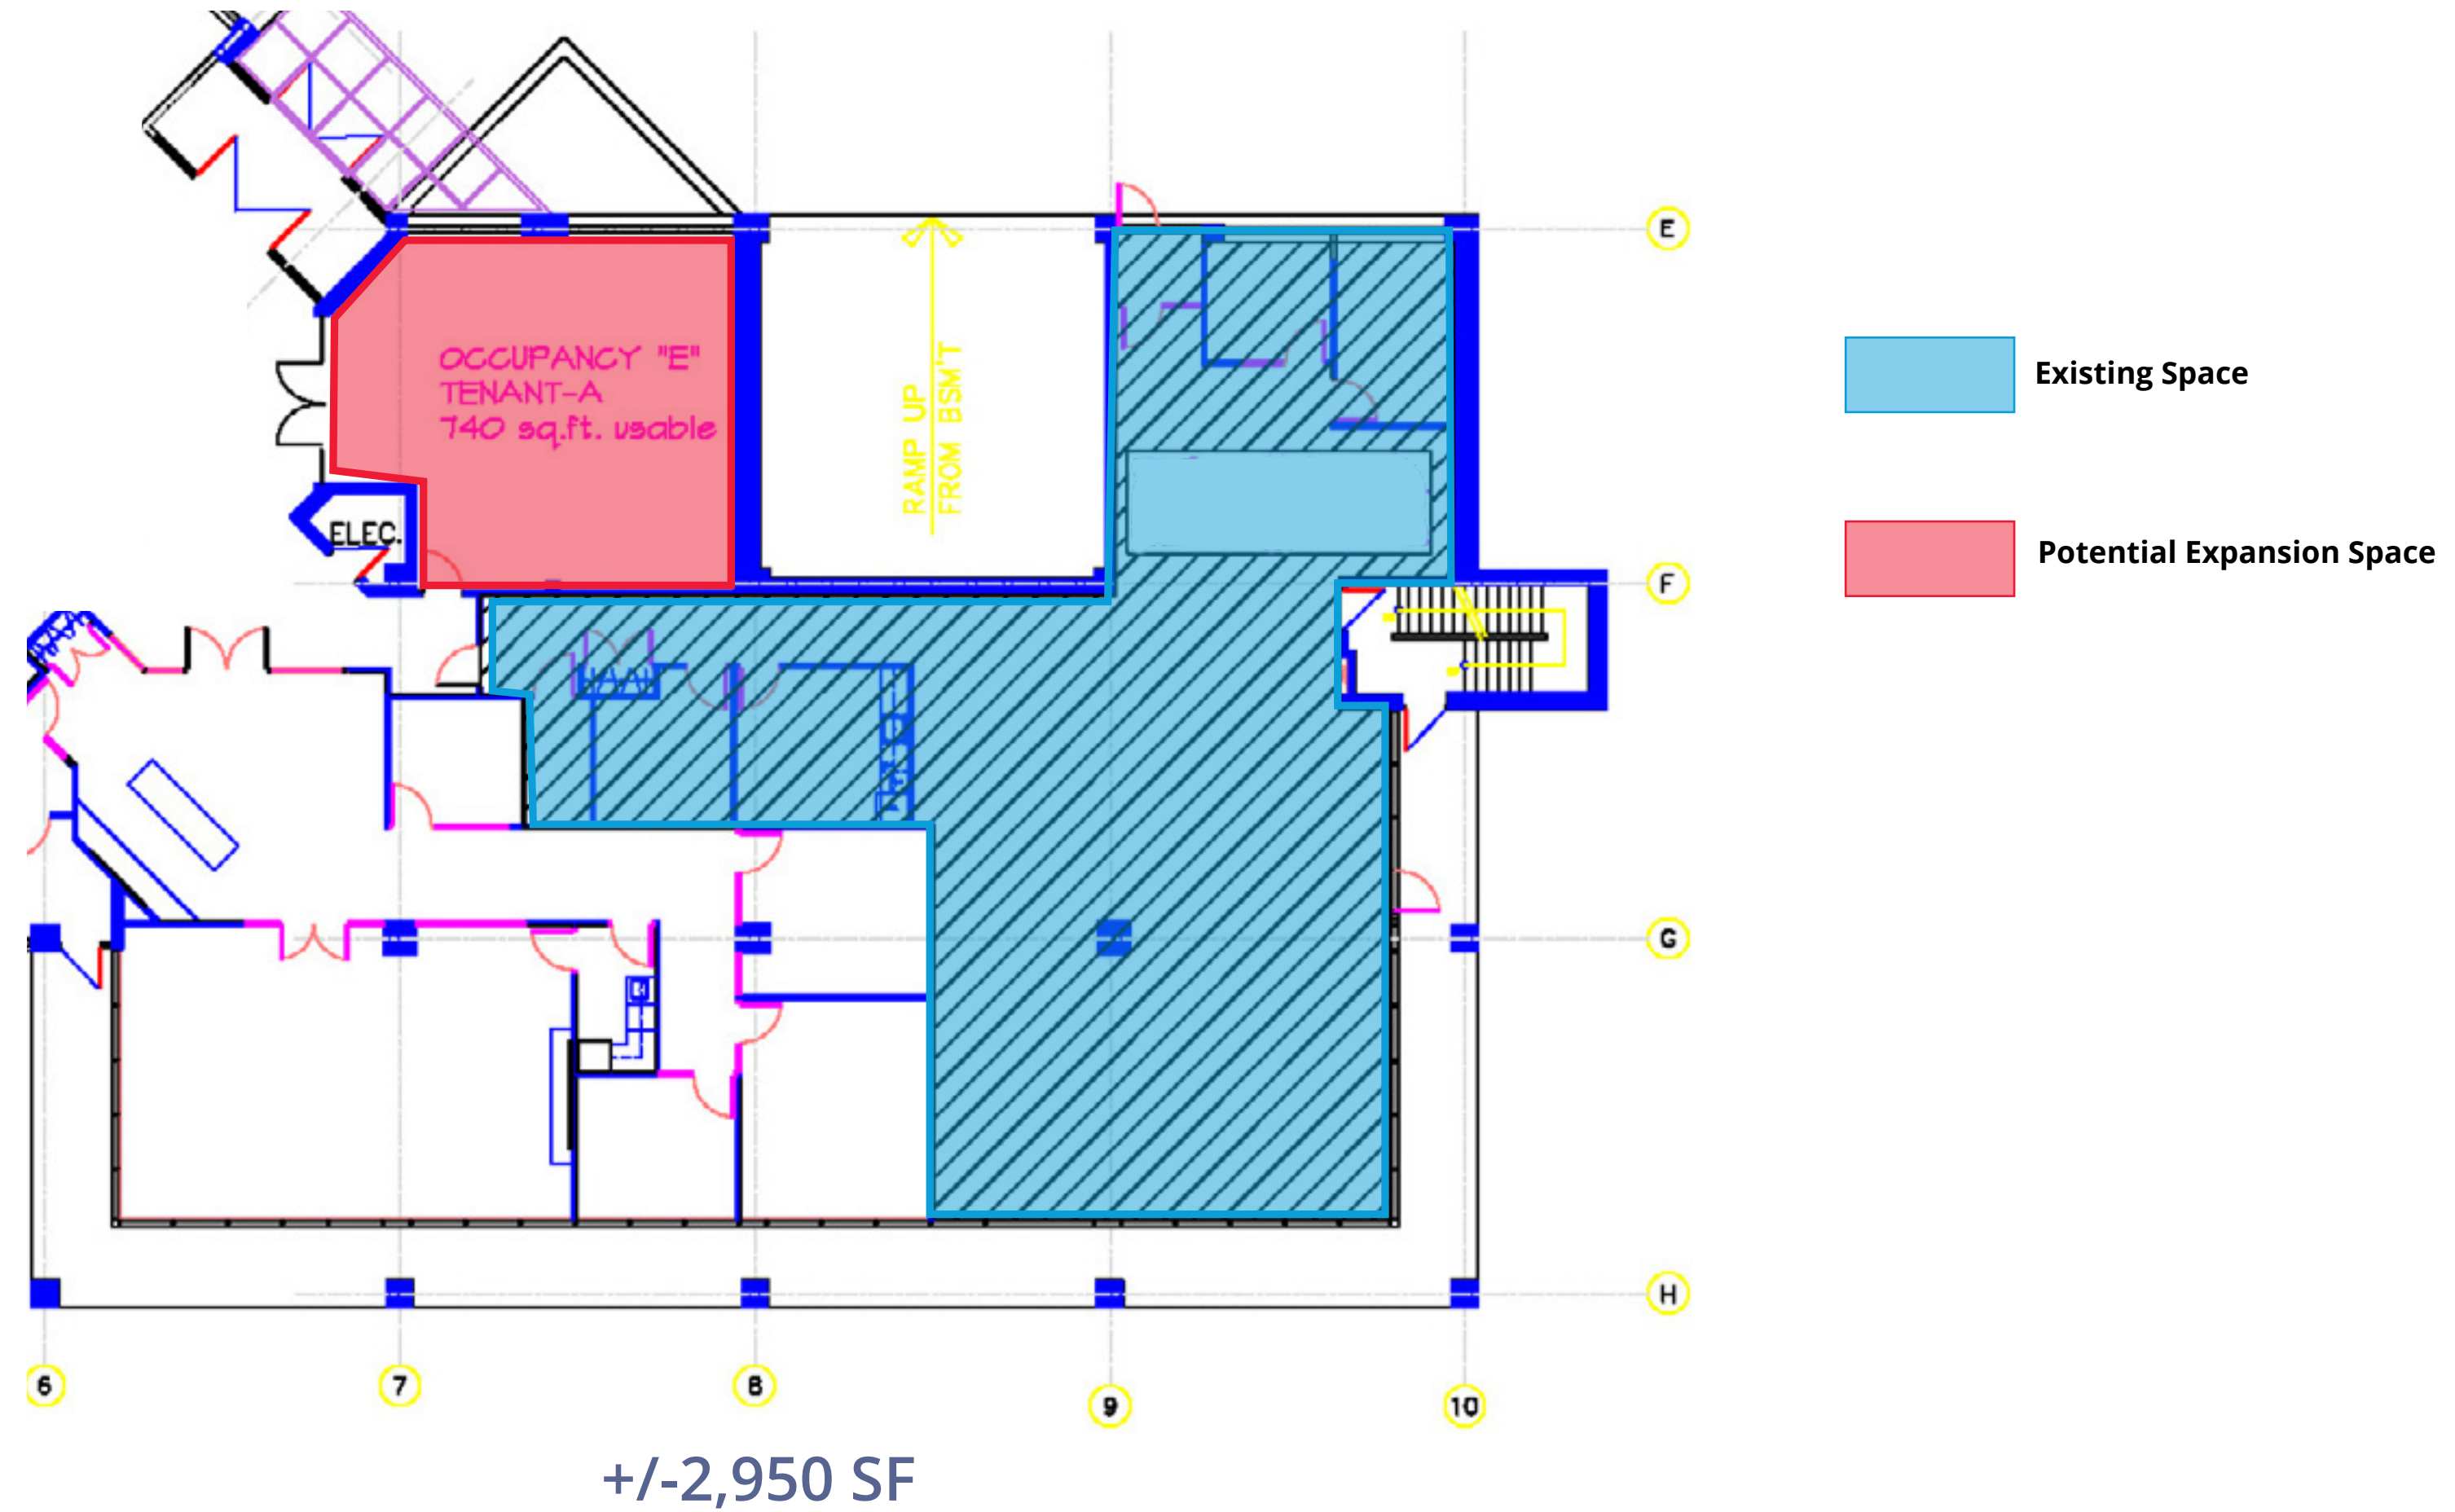 E
OCCUPANCY "E"
TENANT-A
740 sq.ft. usable
RAMP UP
FROM BSM'T
Existing Space
ELEC.
Potential Expansion Space
F
G
H
6
7
8
9
10
+/-2,950 SF